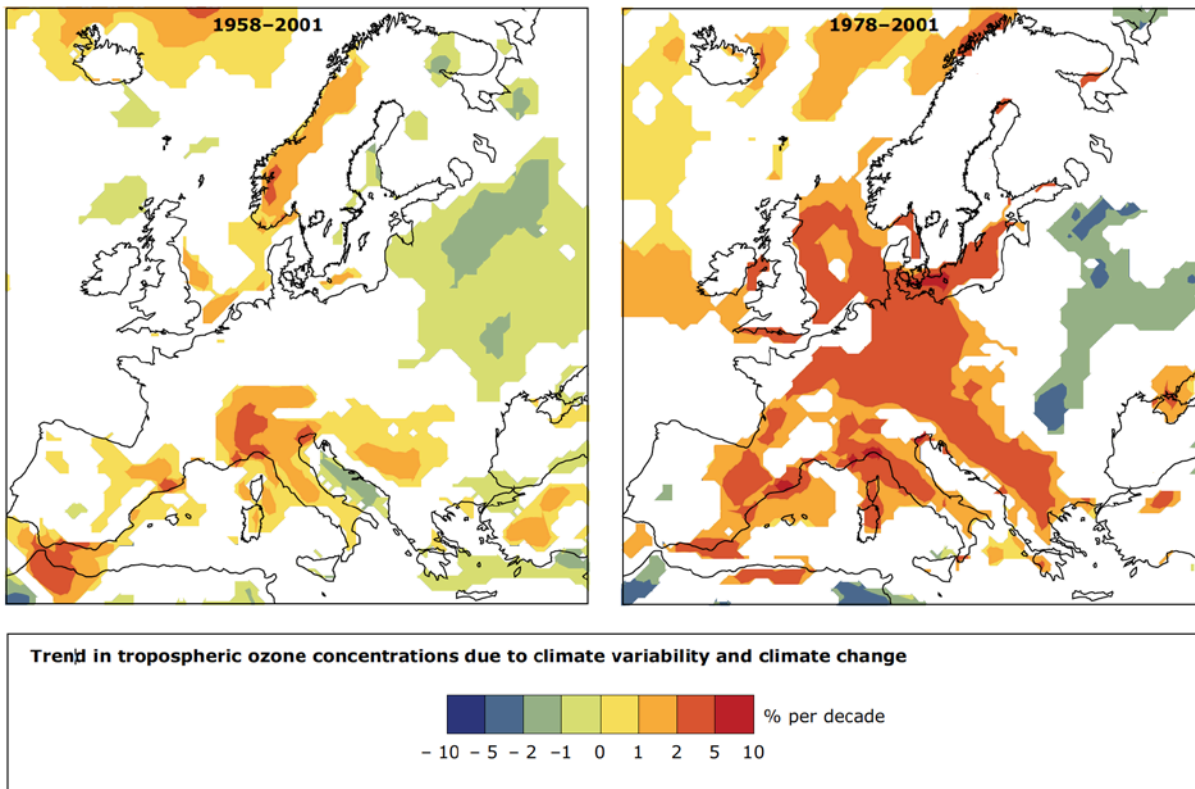 1958–2001
1978–2001
Trend in tropospheric ozone concentrations due to climate variability and climate change
% per decade
– 10 – 5 – 2 –1 0 1 2 5 10